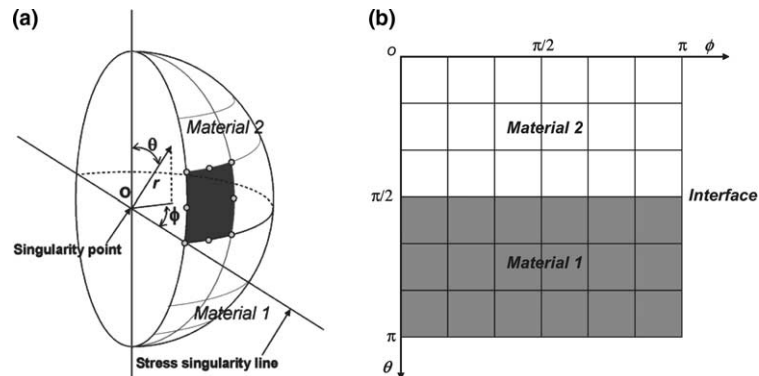 (a)
Material 2
θ
r
O
ϕ
Singularity point
Material 1
Stress singularity line
(b)
O
π/2
π
ϕ
Material 2
π/2
Interface
Material 1
π
θ